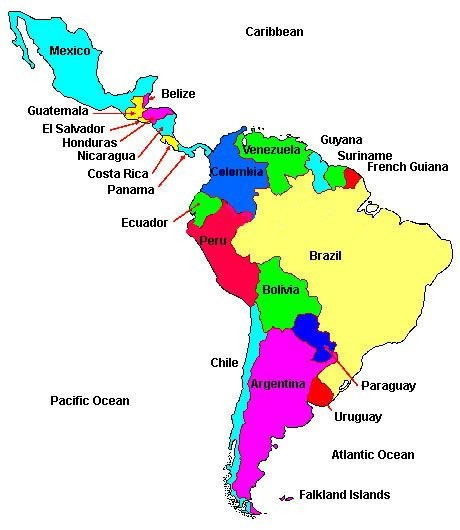 Caribbean
Mexico
Belize
Guatemala
El Salvador
Honduras
Nicaragua
Costa Rica
Panama
Venezuela
Guyana
Suriname
French Guiana
Colombia
Ecuador
Peru
Brazil
Bolivia
Chile
Argentina
Paraguay
Pacific Ocean
Uruguay
Atlantic Ocean
Falkland Islands